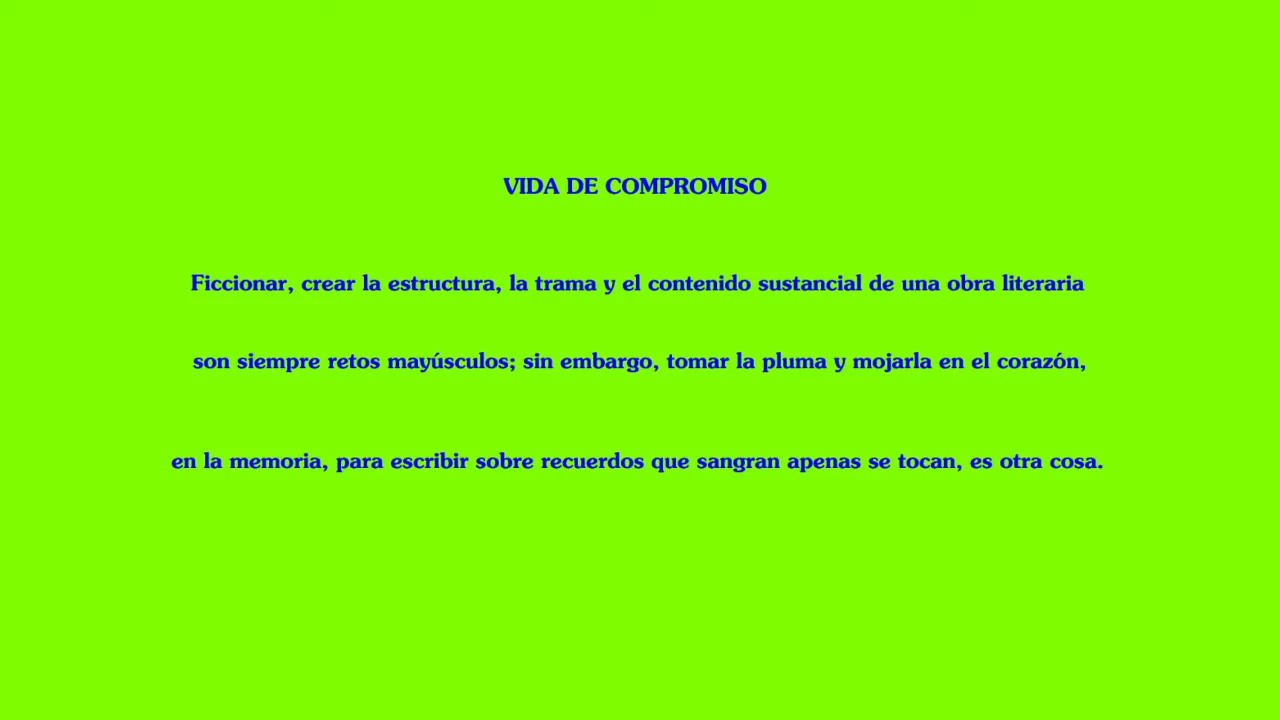 VIDA DE COMPROMISO
Ficcionar, crear la estructura, la trama y el contenido sustancial de una obra literaria
son siempre retos mayúsculos; sin embargo, tomar la pluma y mojarla en el corazón,
en la memoria, para escribir sobre recuerdos que sangran apenas se tocan, es otra cosa.